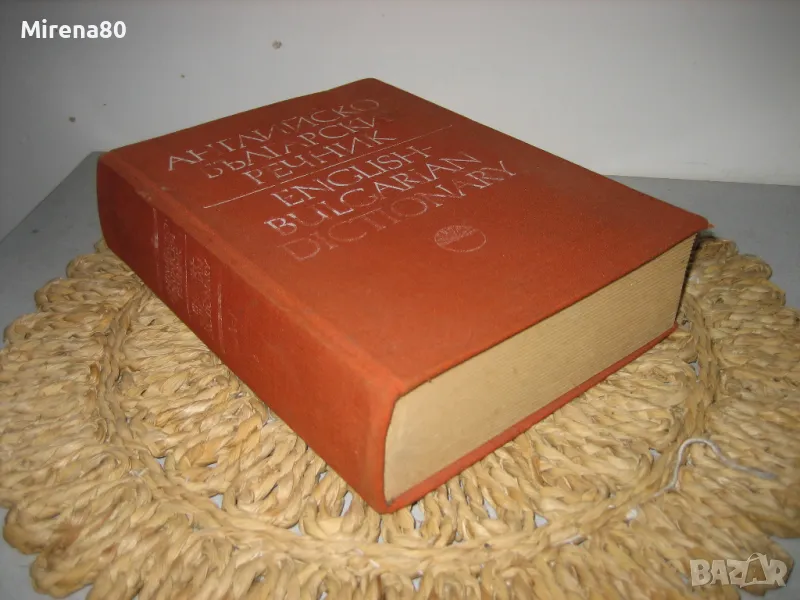 Mirena80
АНГЛИЙСКО
БЪЛГАРСКИ
РЕЧНИК
ENGLISH-
BULGARIAN
DICTIONARY
BAZAR